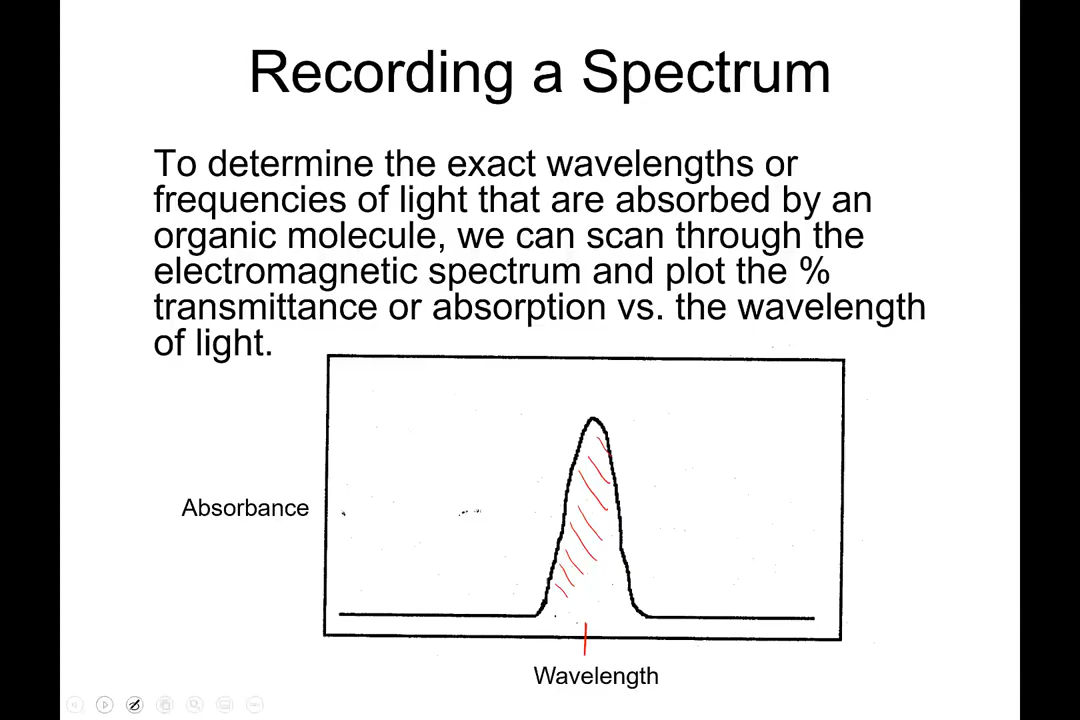 Recording a Spectrum
To determine the exact wavelengths or
frequencies of light that are absorbed by an
organic molecule, we can scan through the
electromagnetic spectrum and plot the %
transmittance or absorption vs. the wavelength
of light.
Absorbance
Wavelength